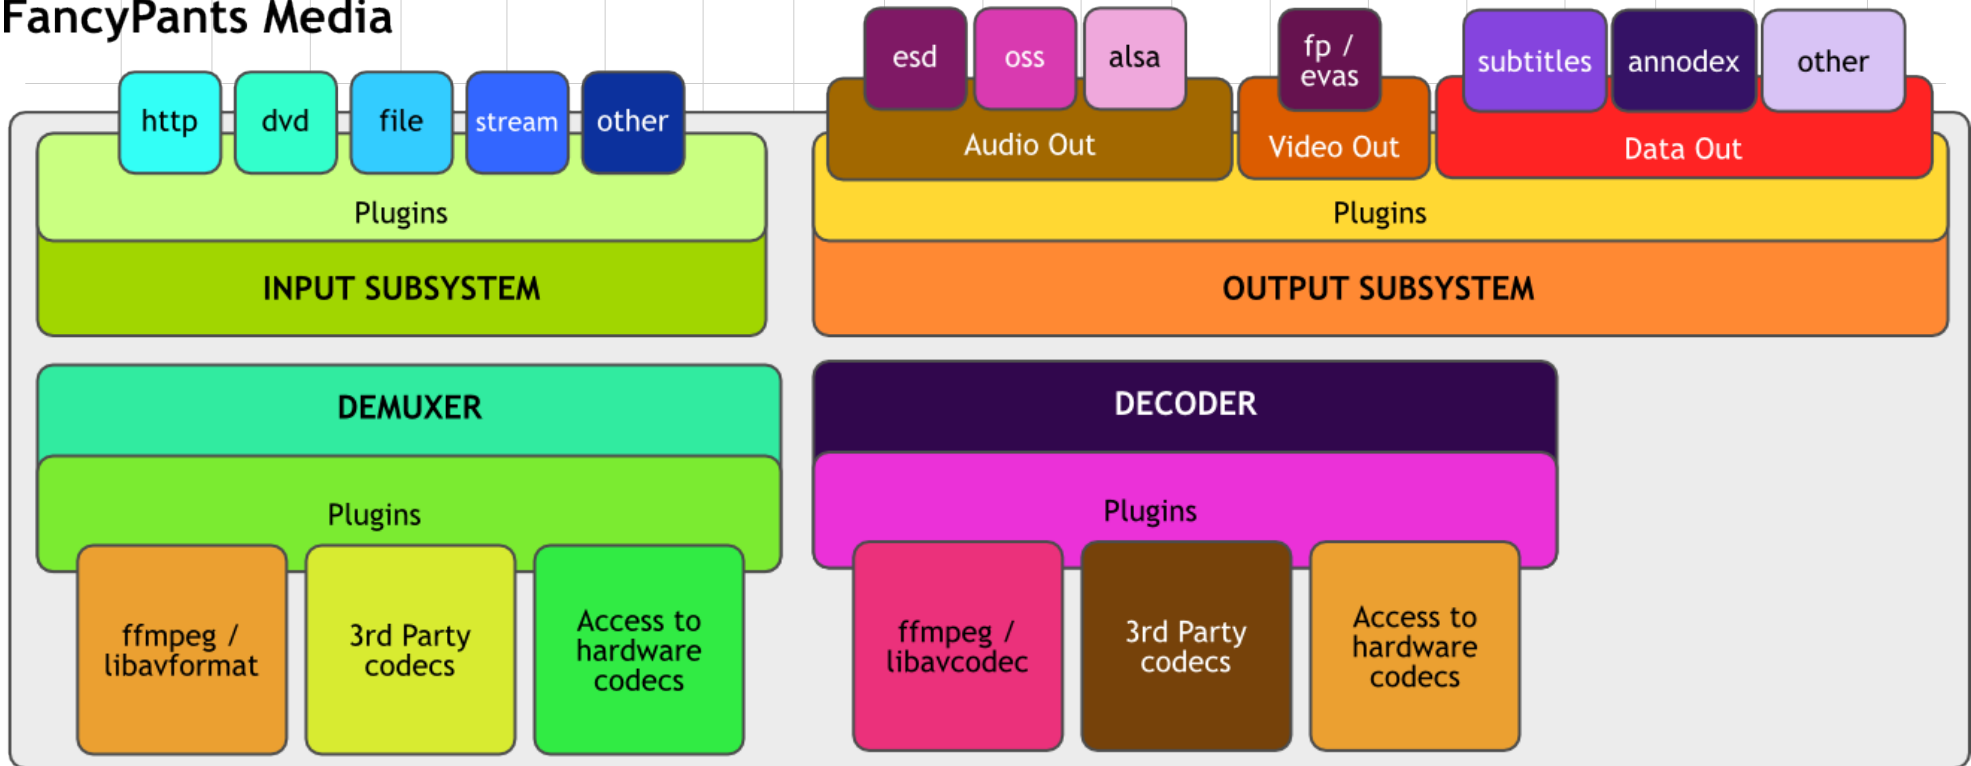 FancyPants Media
http
dvd
file
stream
other
Plugins
INPUT SUBSYSTEM
esd
oss
alsa
Audio Out
fp /
evas
Video Out
subtitles
annodex
other
Data Out
Plugins
OUTPUT SUBSYSTEM
DEMUXER
Plugins
ffmpeg /
libavformat
3rd Party
codecs
Access to
hardware
codecs
DECODER
Plugins
ffmpeg /
libavcodec
3rd Party
codecs
Access to
hardware
codecs